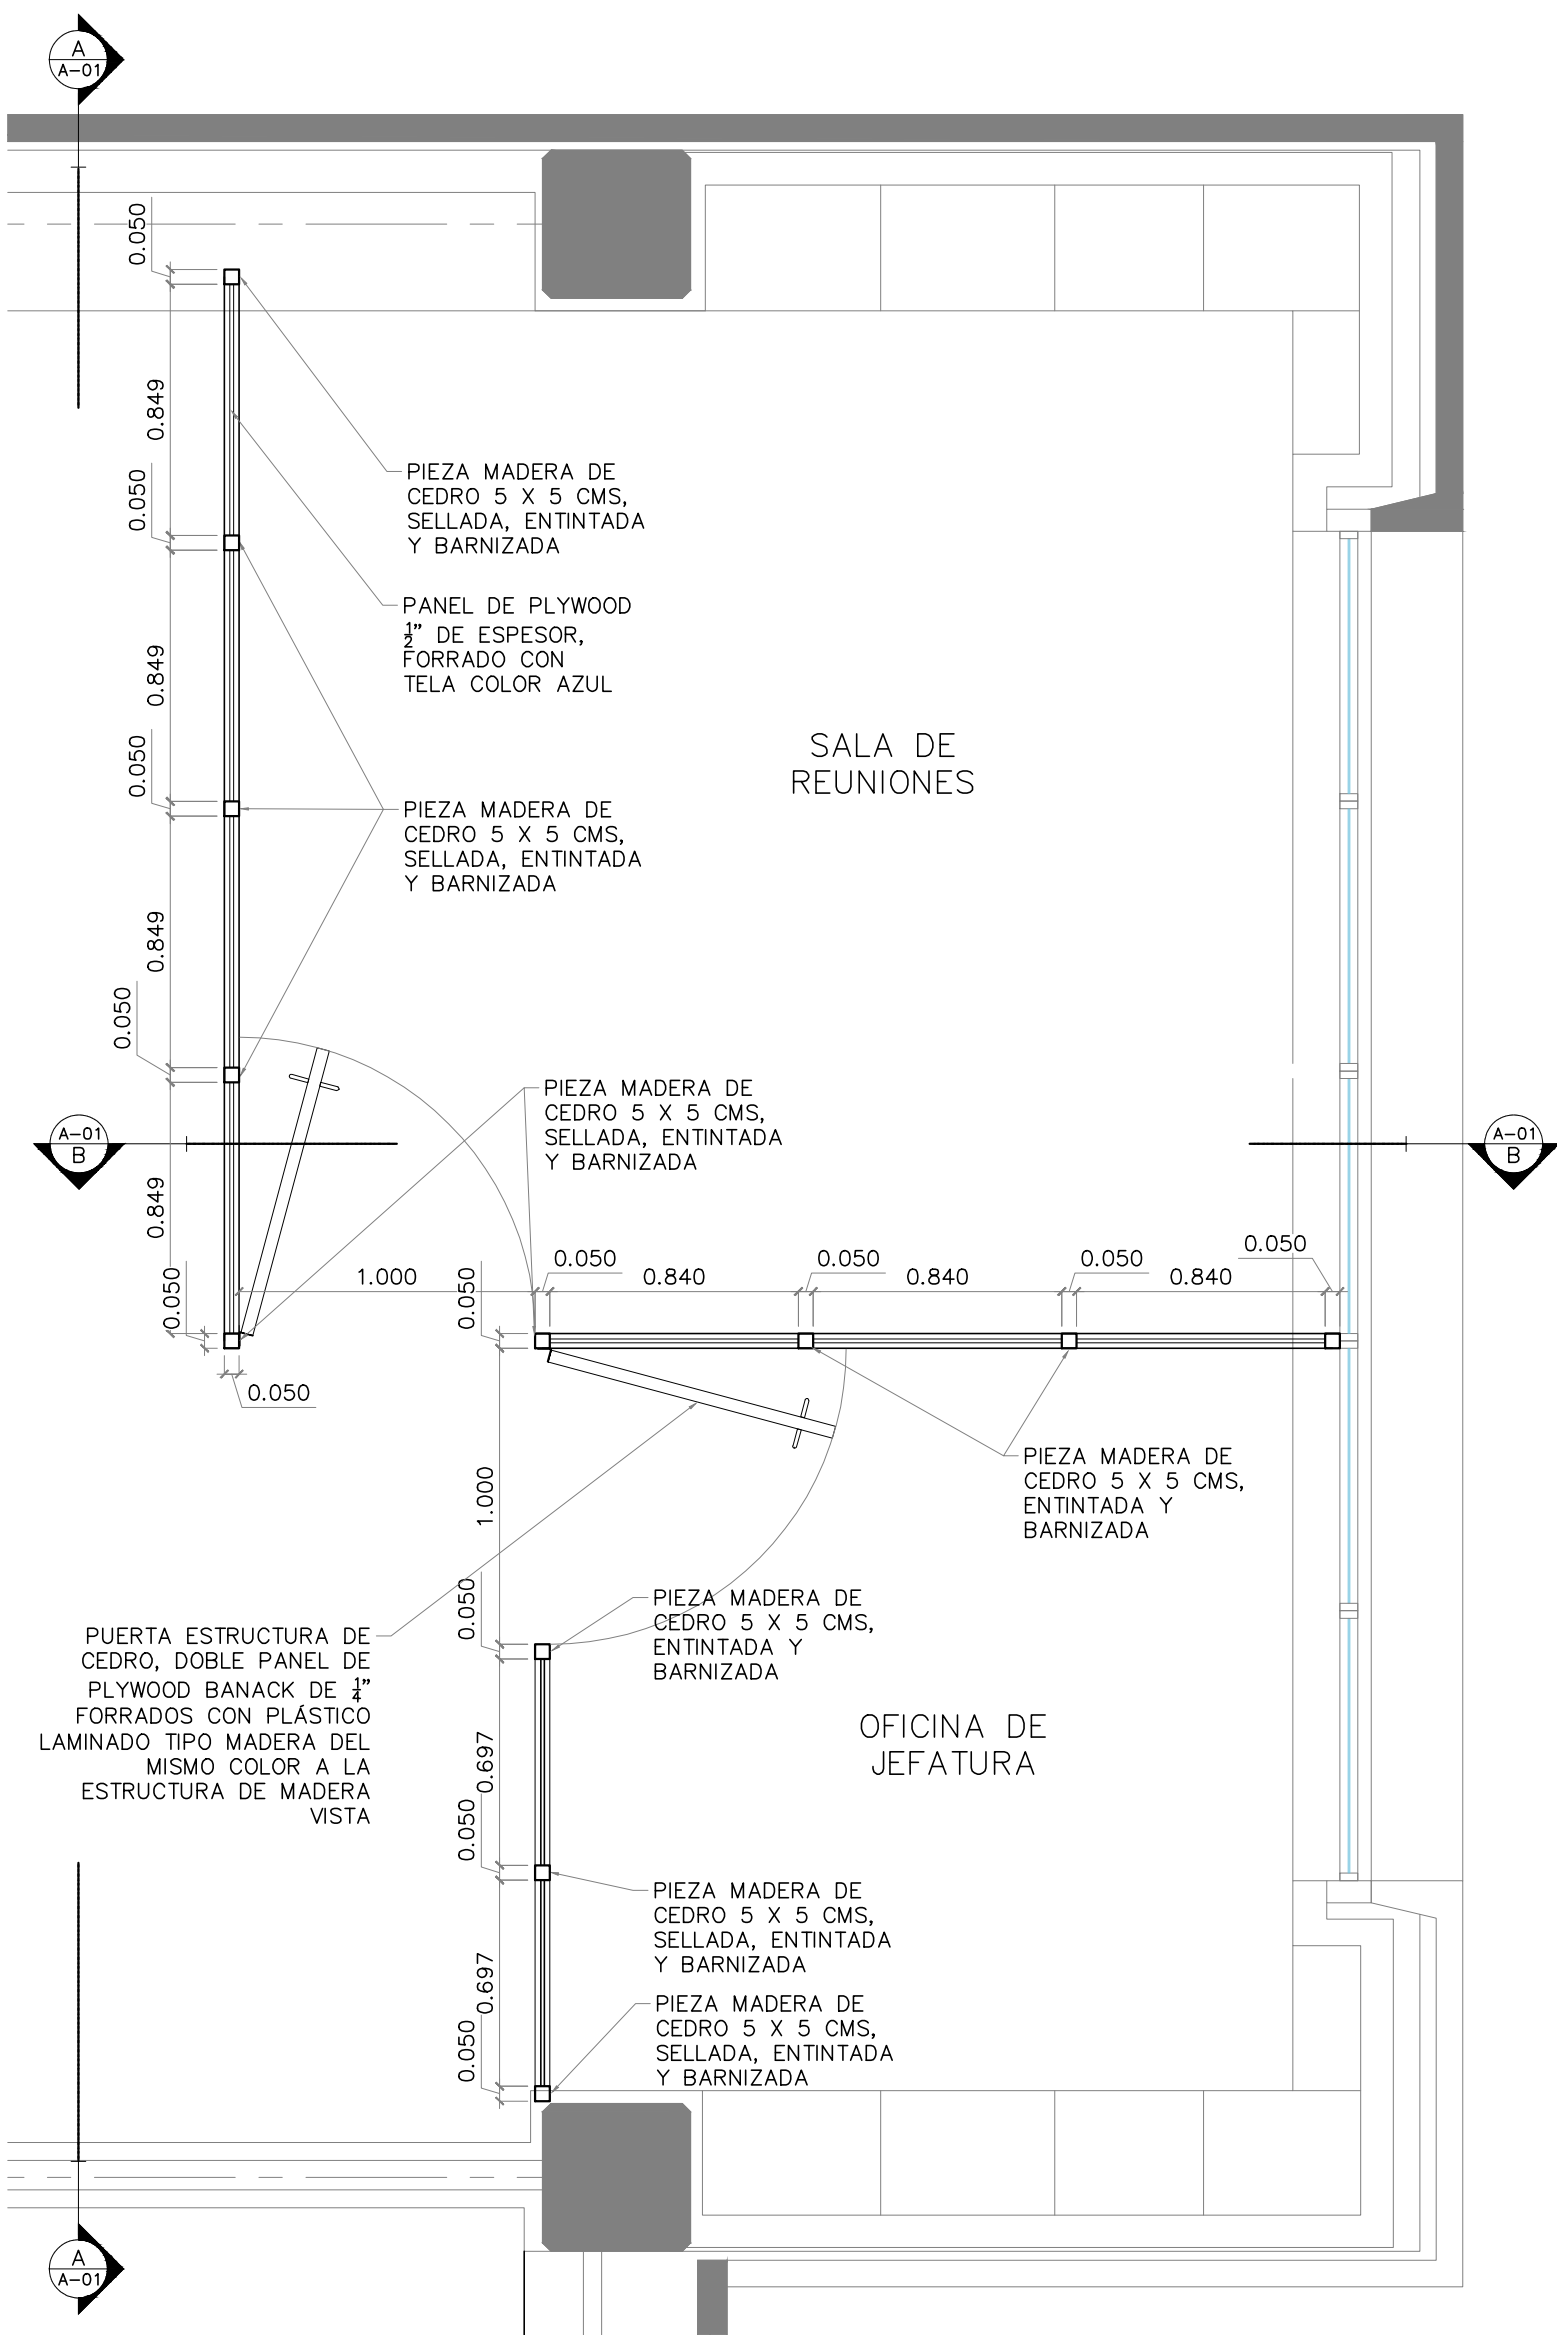 A
A-01
0.050
0.849
0.050
0.849
0.050
0.849
0.050
0.849
0.050
0.050
PIEZA MADERA DE
CEDRO 5 X 5 CMS,
SELLADA, ENTINTADA
Y BARNIZADA
PANEL DE PLYWOOD
½" DE ESPESOR,
FORRADO CON
TELA COLOR AZUL
SALA DE
REUNIONES
PIEZA MADERA DE
CEDRO 5 X 5 CMS,
SELLADA, ENTINTADA
Y BARNIZADA
PIEZA MADERA DE
CEDRO 5 X 5 CMS,
SELLADA, ENTINTADA
Y BARNIZADA
A-01
B
A-01
B
1.000
0.050
0.050
0.840
0.050
0.840
0.050
0.840
0.050
1.000
PIEZA MADERA DE
CEDRO 5 X 5 CMS,
ENTINTADA Y
BARNIZADA
0.050
PIEZA MADERA DE
CEDRO 5 X 5 CMS,
ENTINTADA Y
BARNIZADA
PUERTA ESTRUCTURA DE
CEDRO, DOBLE PANEL DE
PLYWOOD BANACK DE ¼"
FORRADOS CON PLÁSTICO
LAMINADO TIPO MADERA DEL
MISMO COLOR A LA
ESTRUCTURA DE MADERA
VISTA
OFICINA DE
JEFATURA
0.697
0.050
PIEZA MADERA DE
CEDRO 5 X 5 CMS,
SELLADA, ENTINTADA
Y BARNIZADA
0.697
0.050
PIEZA MADERA DE
CEDRO 5 X 5 CMS,
SELLADA, ENTINTADA
Y BARNIZADA
A
A-01